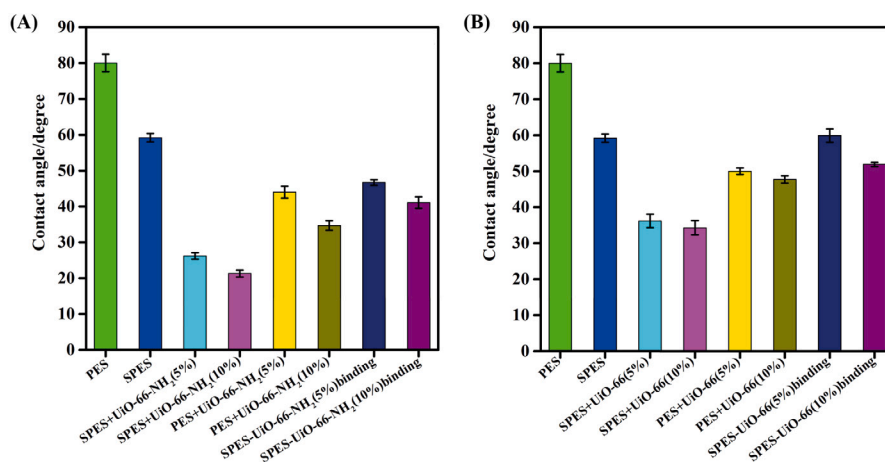 (A)
Contact angle/degree
90
80
70
60
50
40
30
20
10
0
PES
SPES
SPES+UiO-66-NH2(5%)
SPES+UiO-66-NH2(10%)
PES+UiO-66-NH2(5%)
PES+UiO-66-NH2(10%)
SPES-UiO-66-NH2(5%)binding
SPES-UiO-66-NH2(10%)binding
(B)
Contact angle/degree
90
80
70
60
50
40
30
20
10
0
PES
SPES
SPES+UiO-66(5%)
SPES+UiO-66(10%)
PES+UiO-66(5%)
PES+UiO-66(10%)
SPES-UiO-66(5%)binding
SPES-UiO-66(10%)binding